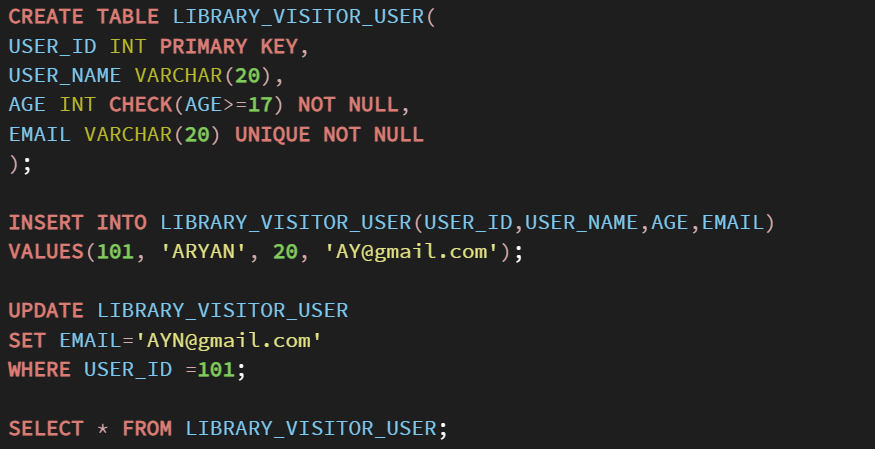 CREATE TABLE LIBRARY_VISITOR_USER(
USER_ID INT PRIMARY KEY,
USER_NAME VARCHAR(20),
AGE INT CHECK(AGE>=17) NOT NULL,
EMAIL VARCHAR(20) UNIQUE NOT NULL
);
INSERT INTO LIBRARY_VISITOR_USER(USER_ID,USER_NAME,AGE,EMAIL)
VALUES(101, 'ARYAN', 20, 'AY@gmail.com');
UPDATE LIBRARY_VISITOR_USER
SET EMAIL='AYN@gmail.com'
WHERE USER_ID =101;
SELECT * FROM LIBRARY_VISITOR_USER;